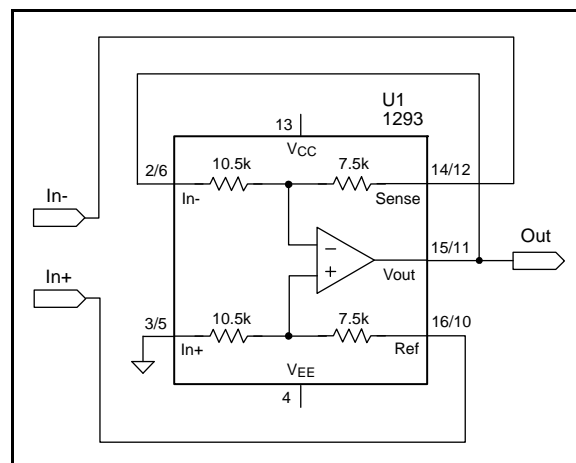 U1
1293
13
VCC
2/6
10.5k
7.5k
14/12
In-
In-
Sense
−
15/11
Out
Vout
+
In+
3/5
10.5k
7.5k
16/10
In+
Ref
VEE
4